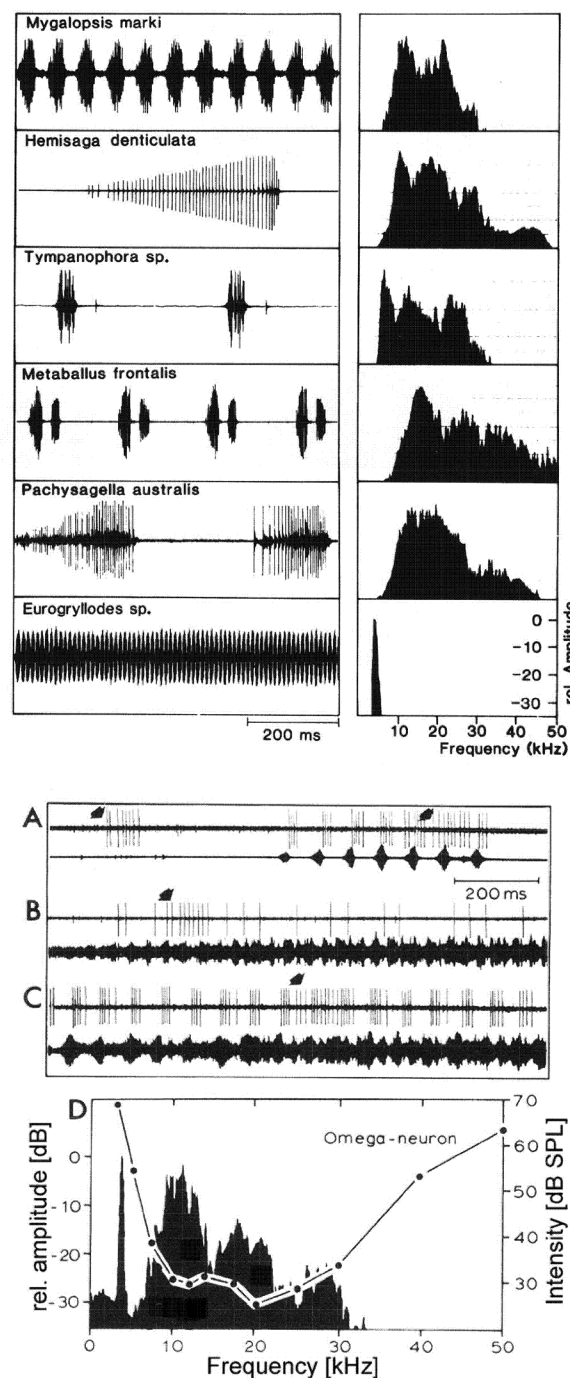 Mygalopsis marki
Hemisaga denticulata
Tympanophora sp.
Metaballus frontalis
Pachysagella australis
Eurogryllodes sp.
0
-10
-20
-30
rel. Amplitude
200 ms
10 20 30 40 50
Frequency (kHz)
A
200 ms
B
C
D
Omega-neuron
rel. amplitude [dB]
0
-10
-20
-30
70
60
50
40
30
Intensity [dB SPL]
0 10 20 30 40 50
Frequency [kHz]